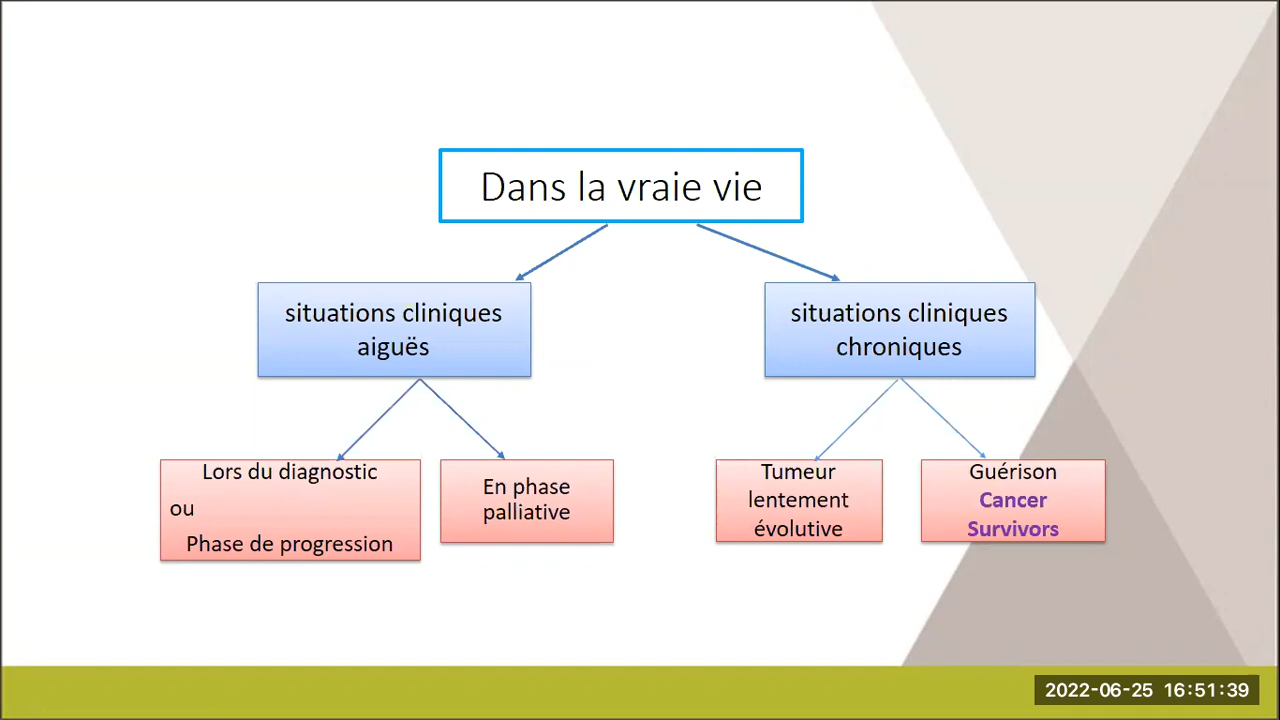 Dans la vraie vie
situations cliniques
aiguës
situations cliniques
chroniques
Lors du diagnostic
ou
Phase de progression
En phase
palliative
Tumeur
lentement
évolutive
Guérison
Cancer
Survivors
2022-06-25 16:51:39